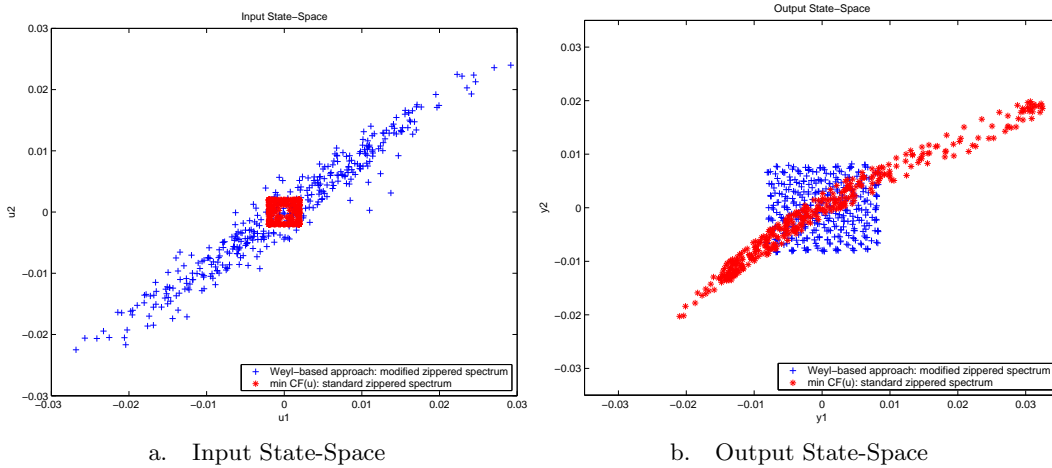 Input State-Space
0.03
0.02
0.01
0
−0.01
−0.02
−0.03
u2
−0.03 −0.02 −0.01 0 0.01 0.02 0.03
u1
Weyl-based approach: modified zippered spectrum
min CF(u): standard zippered spectrum
a. Input State-Space
Output State-Space
0.03
0.02
0.01
0
−0.01
−0.02
−0.03
y2
−0.03 −0.02 −0.01 0 0.01 0.02 0.03
y1
Weyl-based approach: modified zippered spectrum
min CF(u): standard zippered spectrum
b. Output State-Space